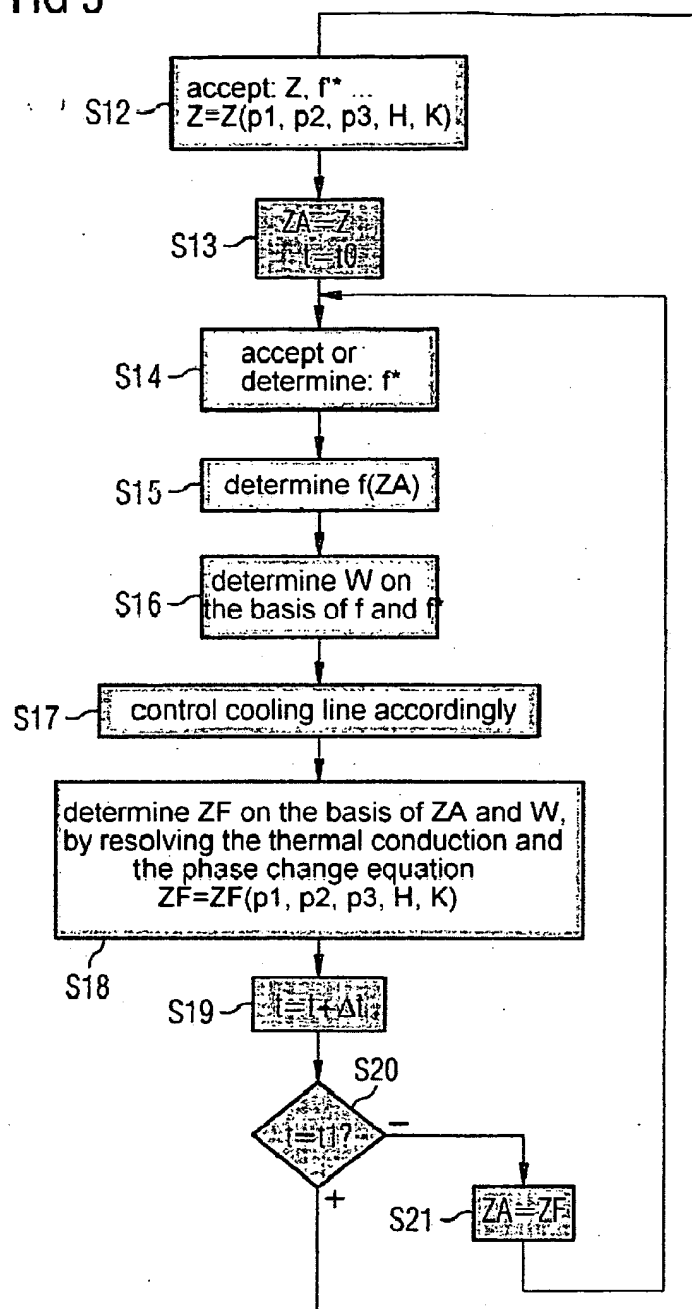 S12
accept: Z, f* ...
Z=Z(p1, p2, p3, H, K)
S13
ZA=Z
t=t0
S14
accept or
determine: f*
S15
determine f(ZA)
S16
determine W on
the basis of f and f*
S17
control cooling line accordingly
determine ZF on the basis of ZA and W,
by resolving the thermal conduction and
the phase change equation
ZF=ZF(p1, p2, p3, H, K)
S18
S19
t=t+Δt
S20
t=t1?
−
+
S21
ZA=ZF